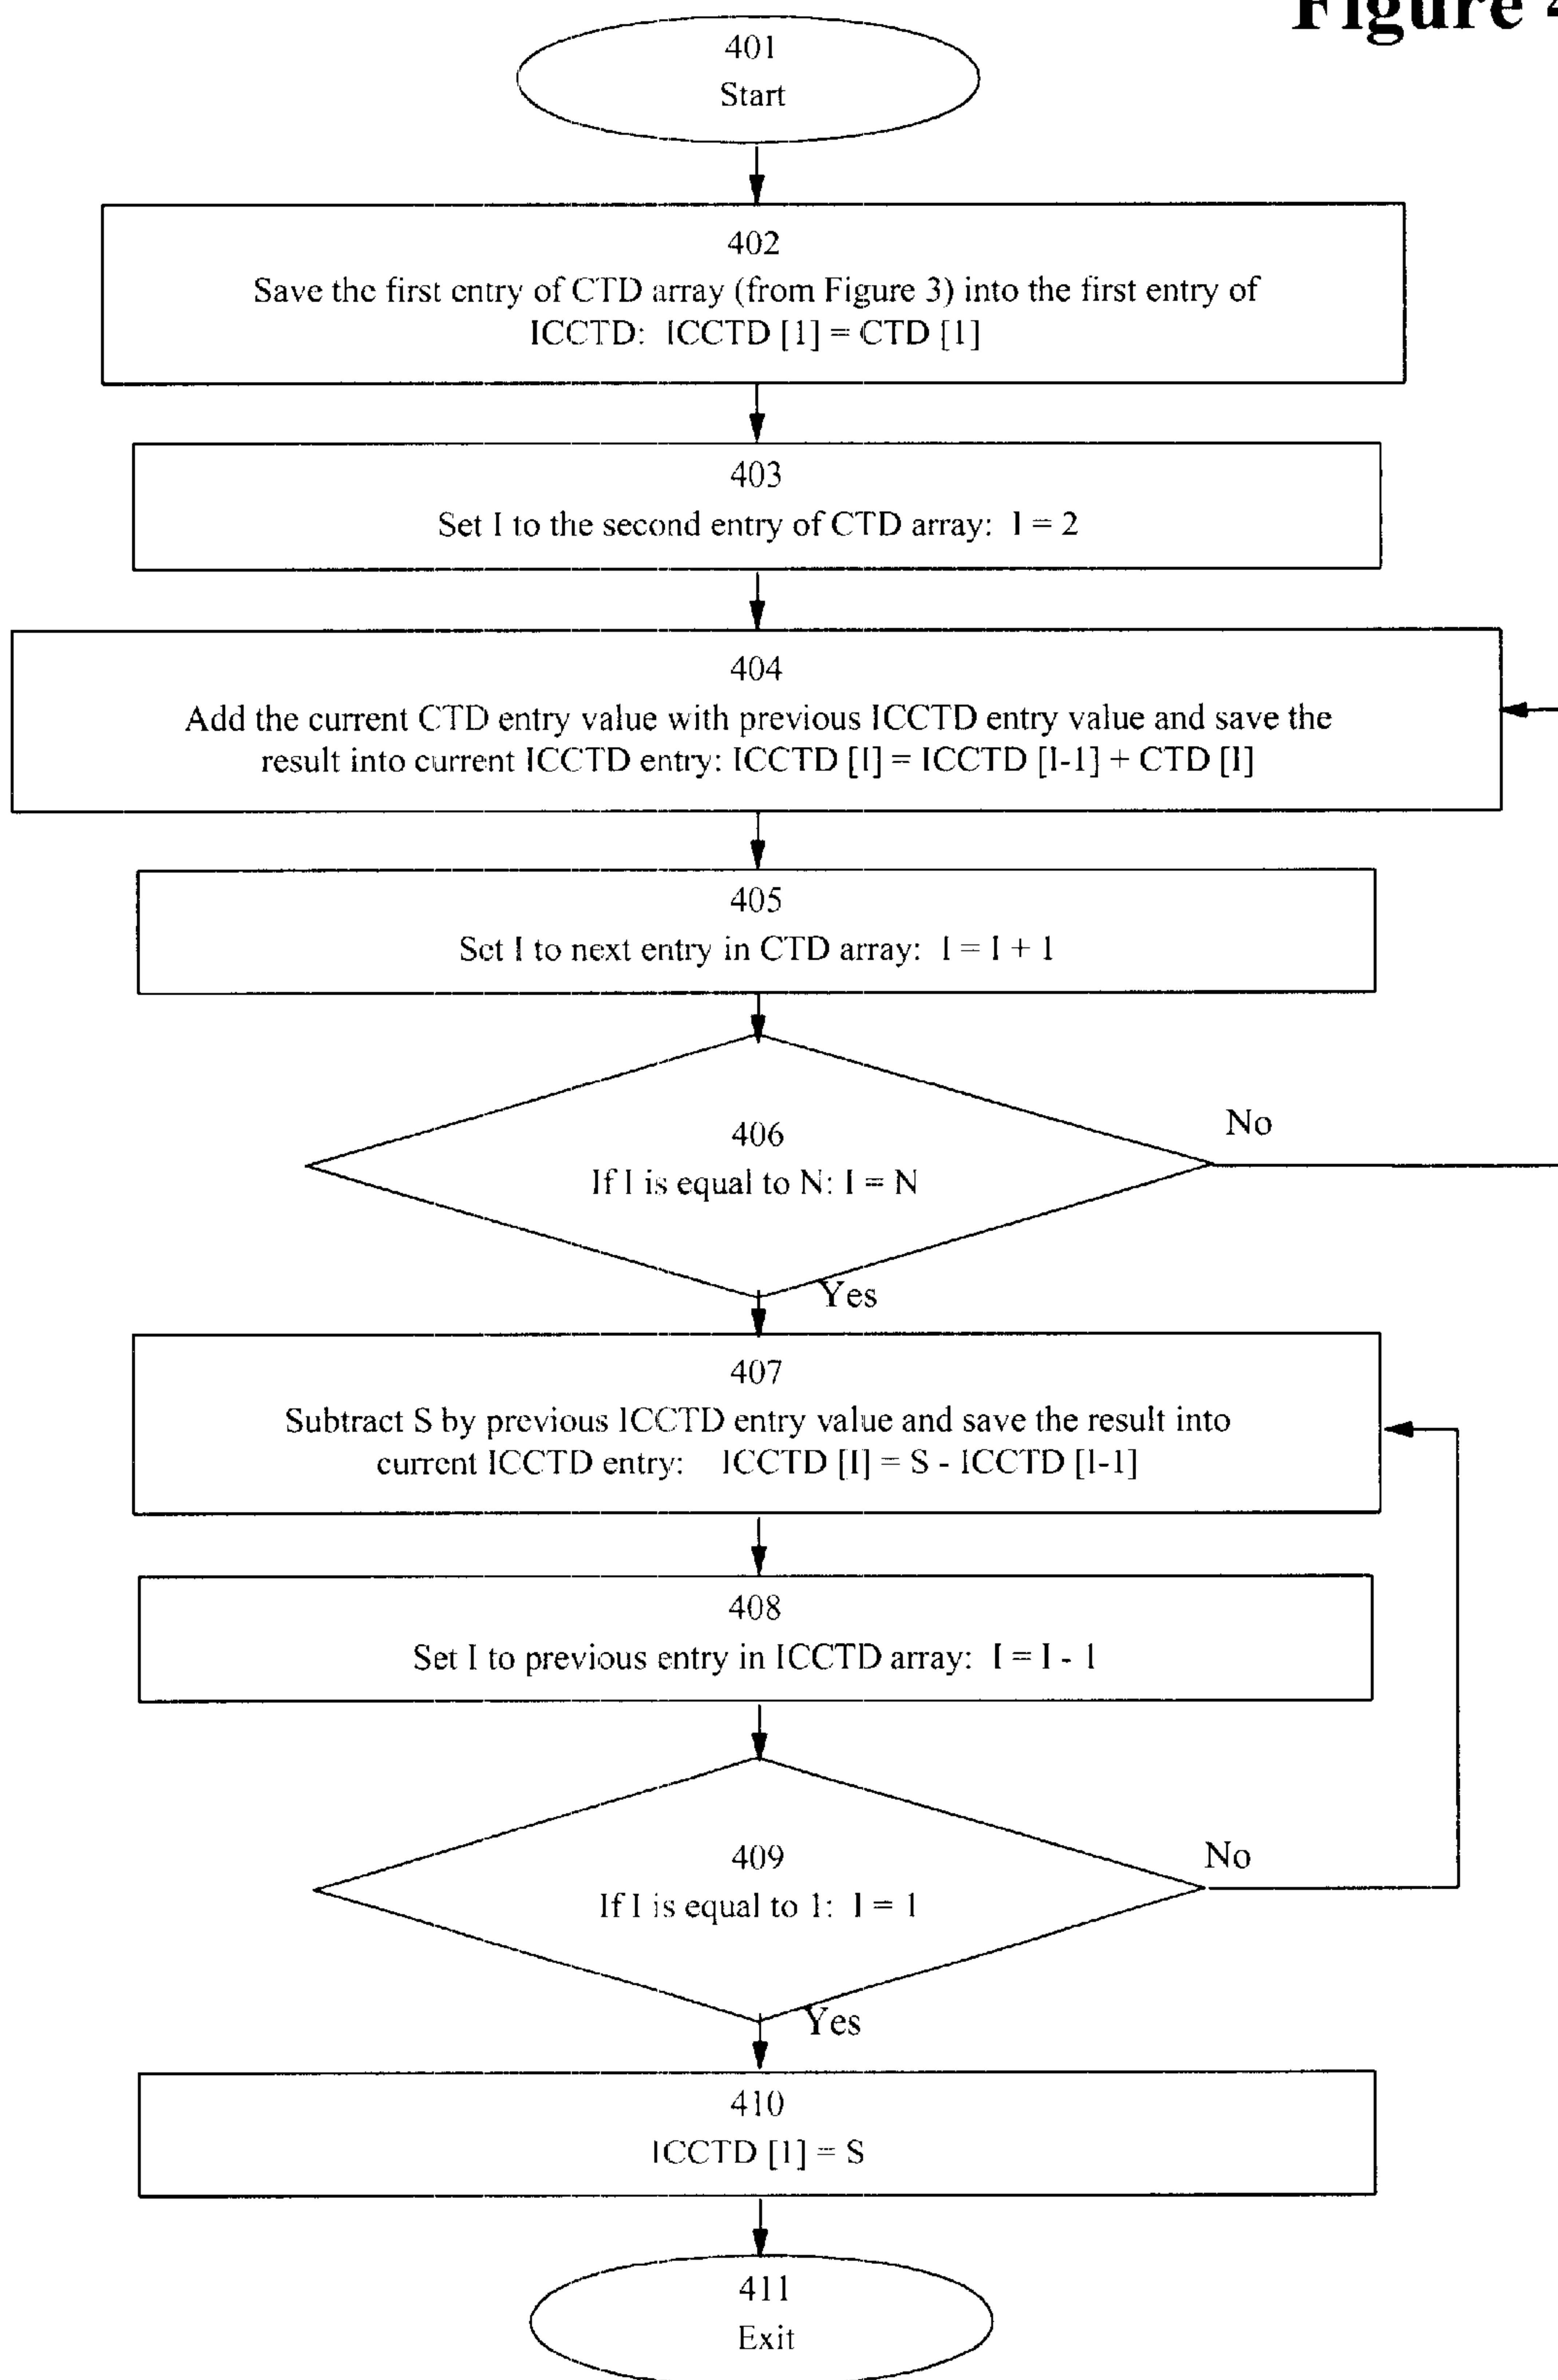 Figure 4
401
Start
402
Save the first entry of CTD array (from Figure 3) into the first entry of
ICCTD: ICCTD [1] = CTD [1]
403
Set I to the second entry of CTD array: I = 2
404
Add the current CTD entry value with previous ICCTD entry value and save the
result into current ICCTD entry: ICCTD [I] = ICCTD [I-1] + CTD [I]
405
Set I to next entry in CTD array: I = I + 1
406
If I is equal to N: I = N
No
Yes
407
Subtract S by previous ICCTD entry value and save the result into
current ICCTD entry: ICCTD [I] = S - ICCTD [I-1]
408
Set I to previous entry in ICCTD array: I = I - 1
409
If I is equal to 1: I = 1
No
Yes
410
ICCTD [1] = S
411
Exit